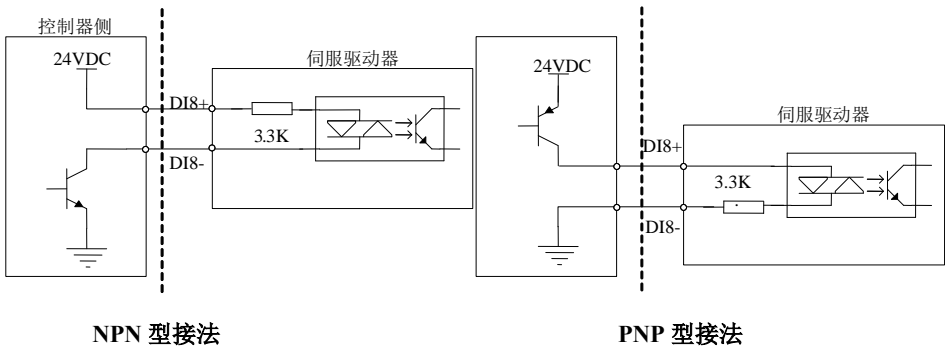 控制器侧
24VDC
伺服驱动器
DI8+
3.3K
DI8-
NPN 型接法
24VDC
伺服驱动器
DI8+
3.3K
DI8-
PNP 型接法